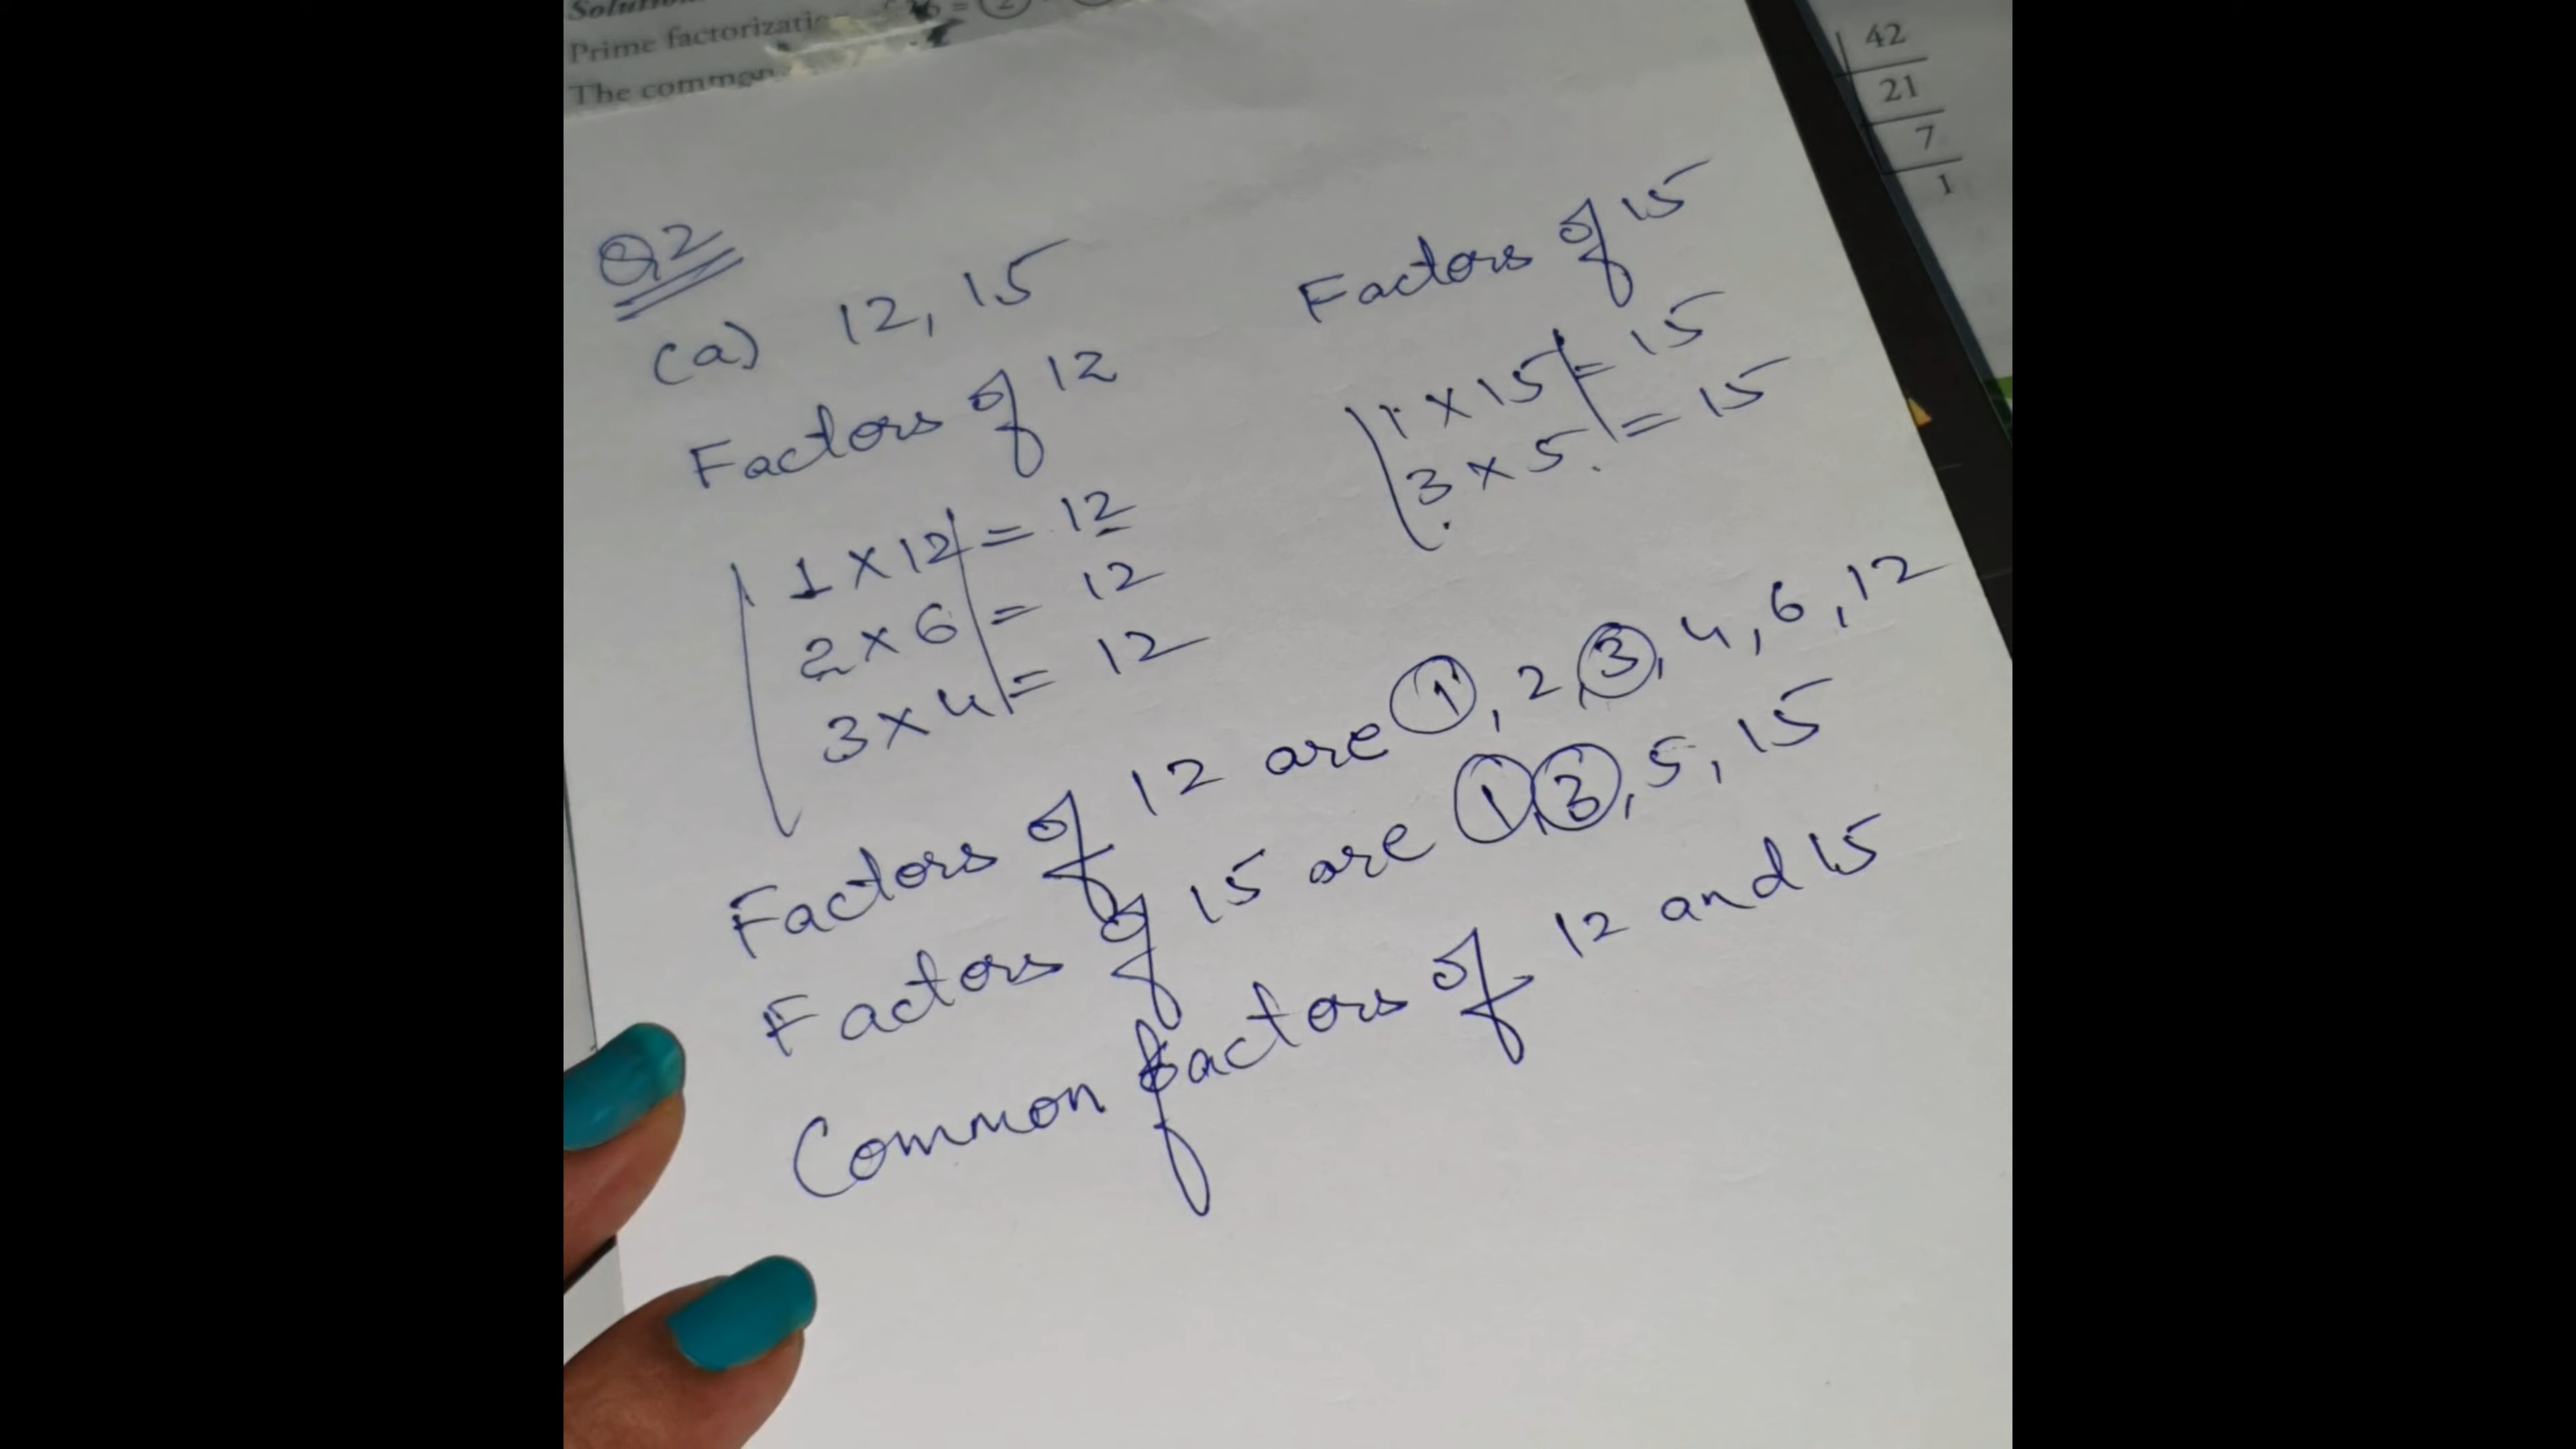 Prime factorizati
The common
42
21
7
1
Q2
(a) 12, 15
Factors of 12
1 × 12 = 12
2 × 6 = 12
3 × 4 = 12
Factors of 15
1 × 15 = 15
3 × 5 = 15
Factors of 12 are 1, 2, 3, 4, 6, 12
Factors of 15 are 1, 3, 5, 15
Common factors of 12 and 15